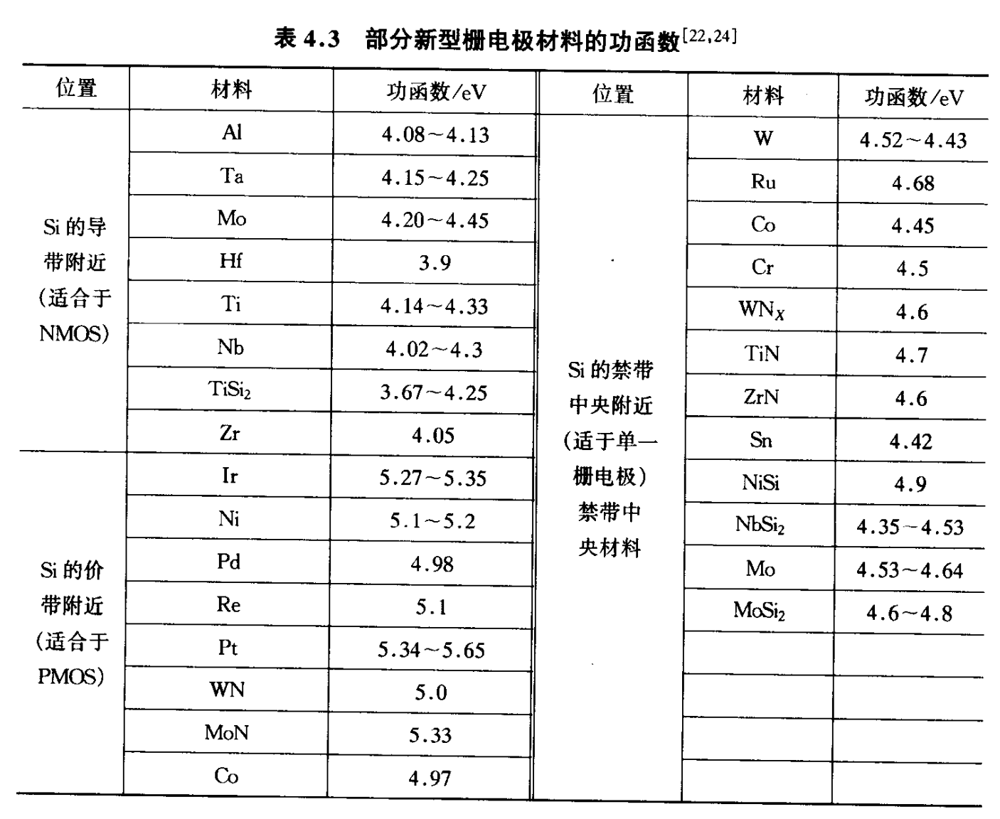 表 4.3 部分新型栅电极材料的功函数[22,24]
位置 材料 功函数/eV 位置 材料 功函数/eV
Al 4.08~4.13 W 4.52~4.43
Ta 4.15~4.25 Ru 4.68
Mo 4.20~4.45 Co 4.45
Hf 3.9 Cr 4.5
Ti 4.14~4.33 WNX 4.6
Nb 4.02~4.3 TiN 4.7
TiSi2 3.67~4.25 ZrN 4.6
Zr 4.05 Sn 4.42
Ir 5.27~5.35 NiSi 4.9
Ni 5.1~5.2 NbSi2 4.35~4.53
Pd 4.98 Mo 4.53~4.64
Re 5.1 MoSi2 4.6~4.8
Pt 5.34~5.65
WN 5.0
MoN 5.33
Co 4.97
Si 的导
带附近
(适合于
NMOS)
Si 的价
带附近
(适合于
PMOS)
Si 的禁带
中央附近
(适于单一
栅电极)
禁带中
央材料